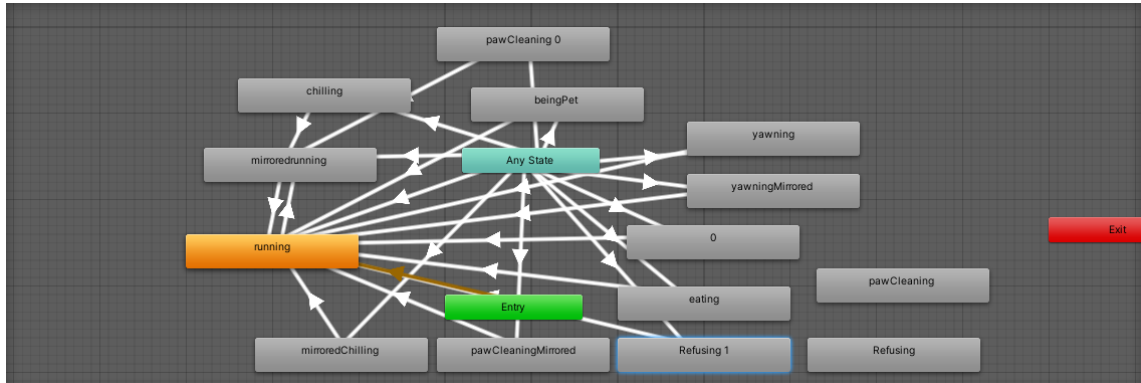 pawCleaning 0
chilling
beingPet
yawning
mirroredrunning
Any State
yawningMirrored
Exit
0
running
pawCleaning
eating
Entry
mirroredChilling
pawCleaningMirrored
Refusing 1
Refusing